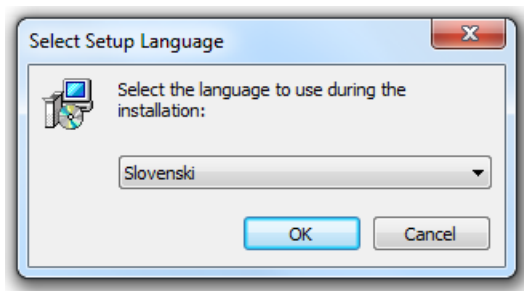 Select Setup Language
Select the language to use during the
installation:
Slovenski
OK
Cancel